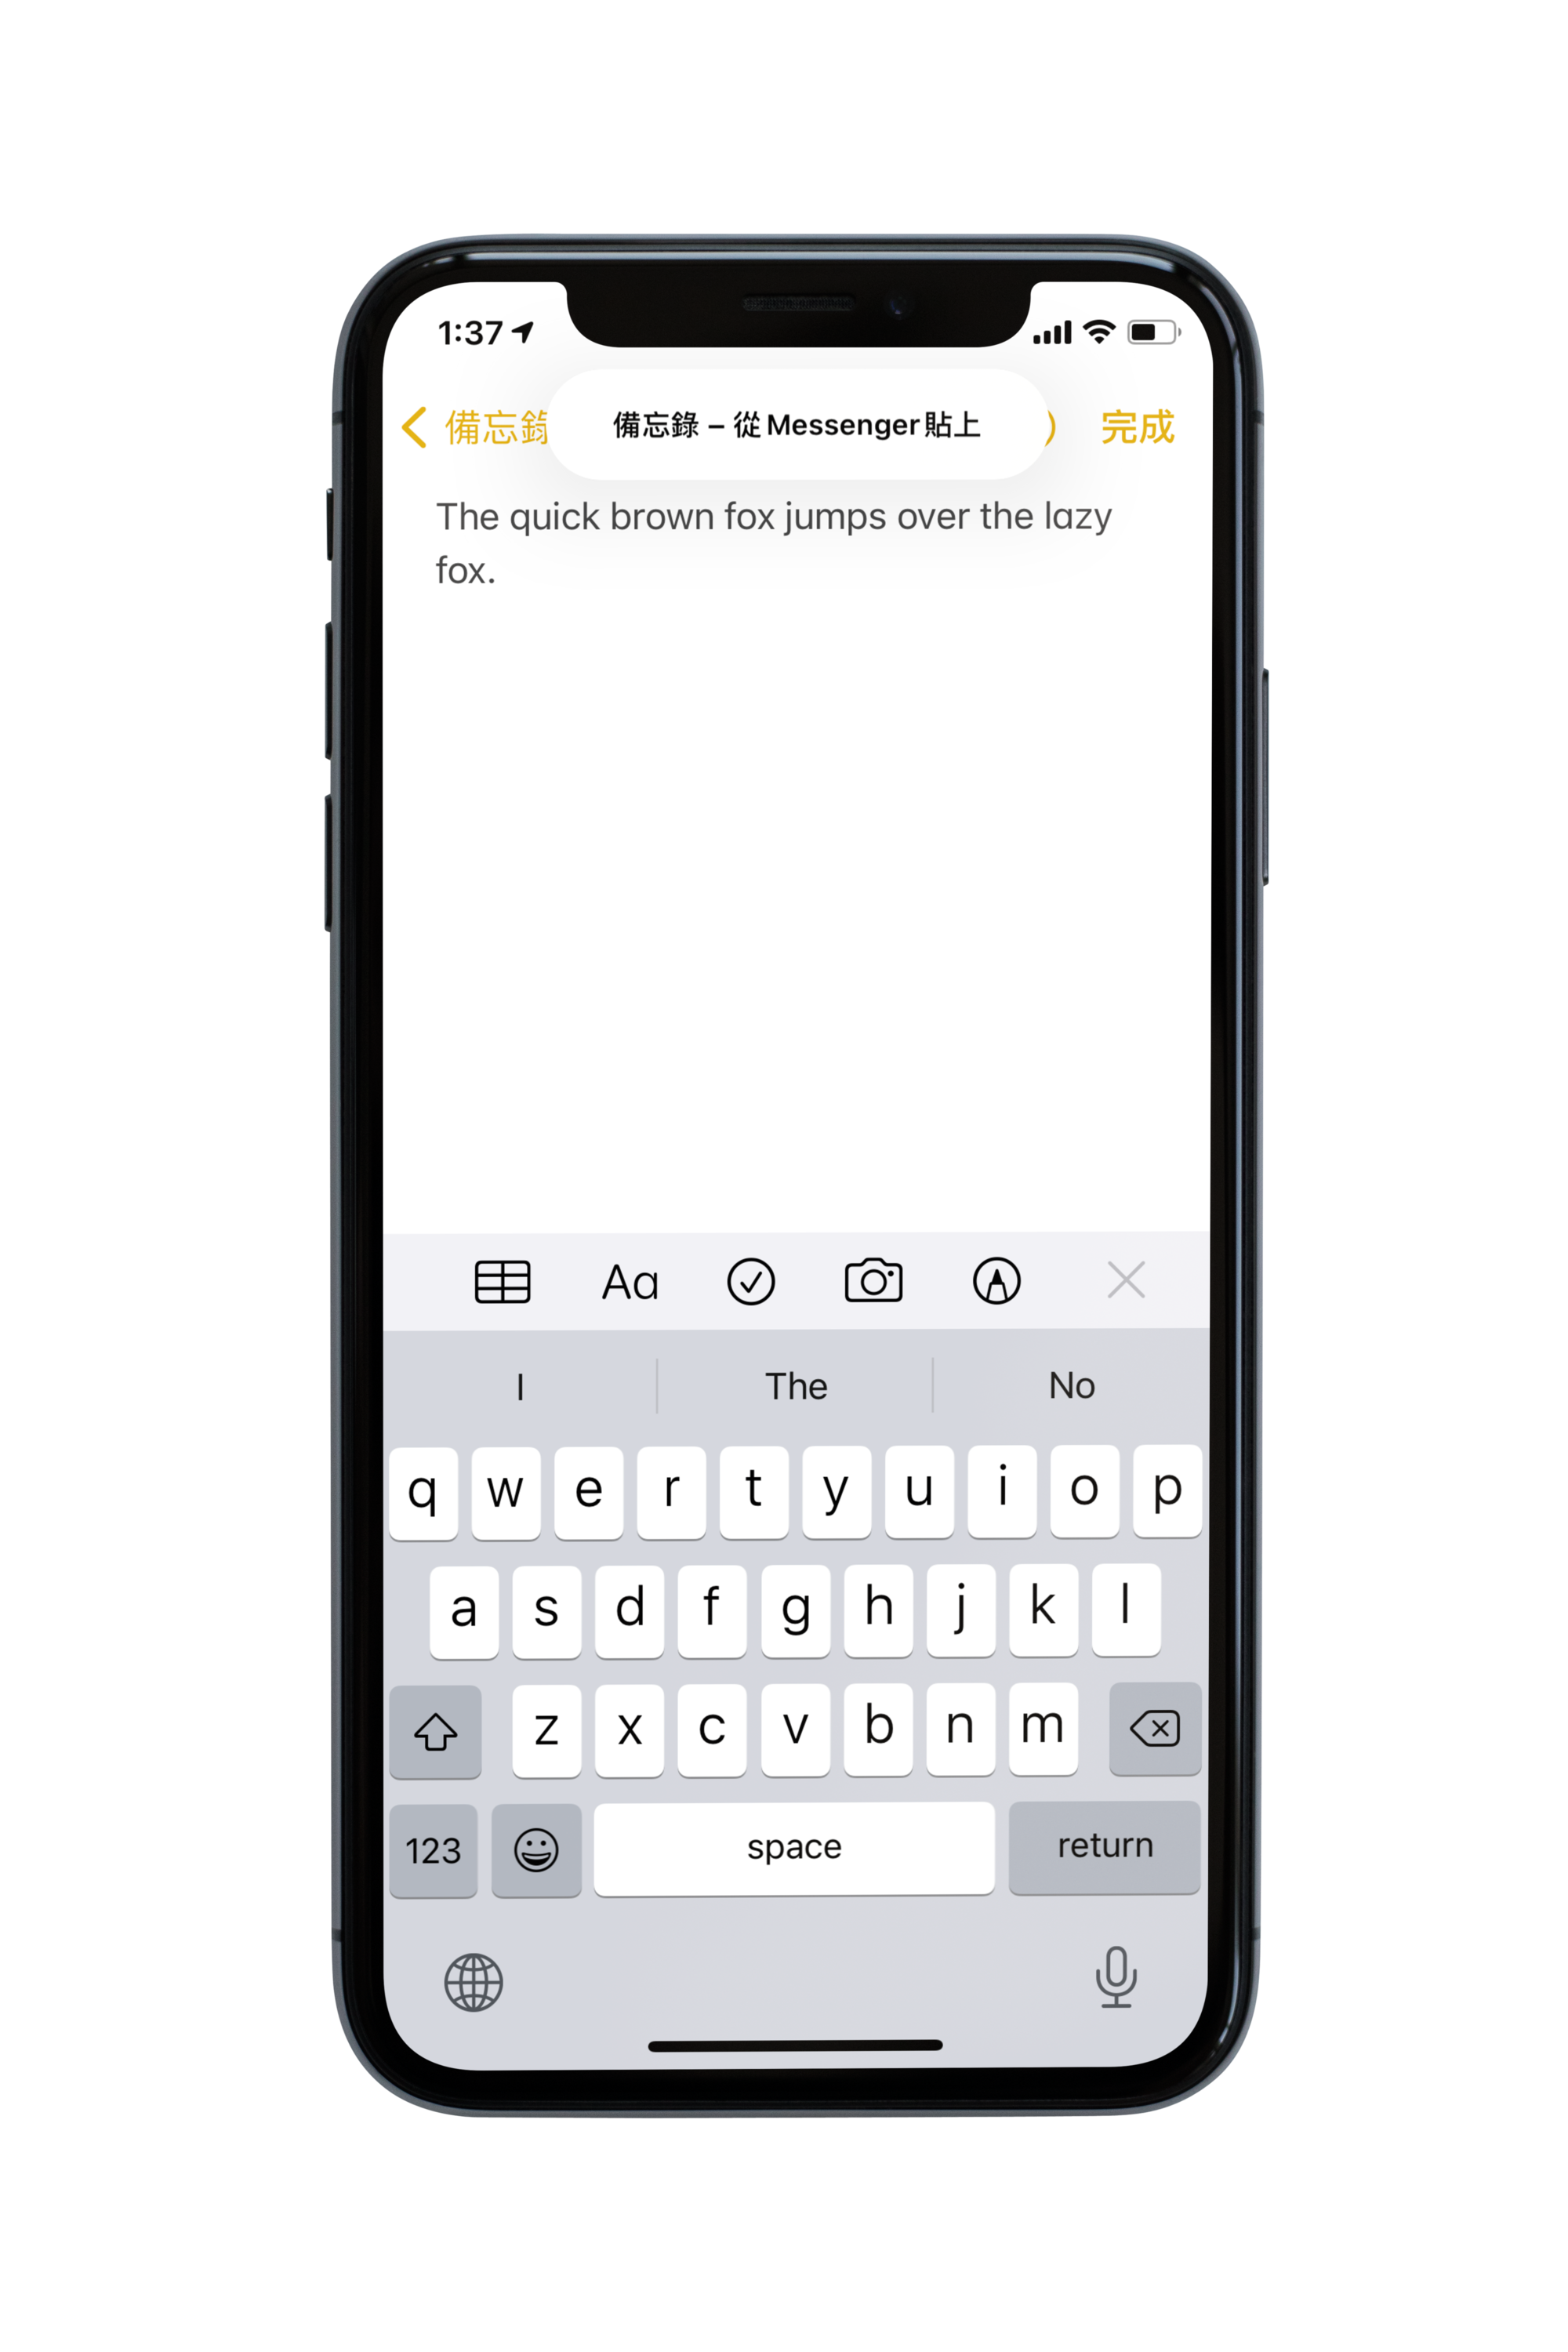 1:37
備忘錄
備忘錄 – 從 Messenger 貼上
完成
The quick brown fox jumps over the lazy
fox.
Aa
I The No
q w e r t y u i o p
a s d f g h j k l
z x c v b n m
123 space return